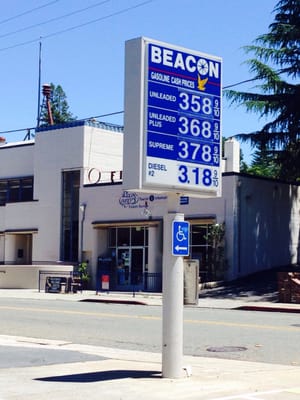 BEACON
GASOLINE CASH PRICES
UNLEADED 358 9/10
UNLEADED PLUS 368 9/10
SUPREME 378 9/10
DIESEL #2 3.18 9/10